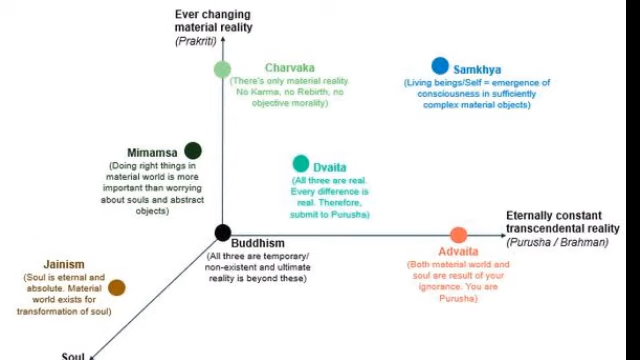 Ever changing
material reality
(Prakriti)
Charvaka
(There's only material reality.
No Karma, no Rebirth, no
objective morality)
Samkhya
(Living beings/Self = emergence of
consciousness in sufficiently
complex material objects)
Mimamsa
(Doing right things in
material world is more
important than worrying
about souls and abstract
objects)
Dvaita
(All three are real.
Every difference is
real. Therefore,
submit to Purusha)
Eternally constant
transcendental reality
(Purusha / Brahman)
Buddhism
(All three are temporary/
non-existent and ultimate
reality is beyond these)
Advaita
(Both material world and
soul are result of your
ignorance. You are
Purusha)
Jainism
(Soul is eternal and
absolute. Material
world exists for
transformation of soul)
Soul